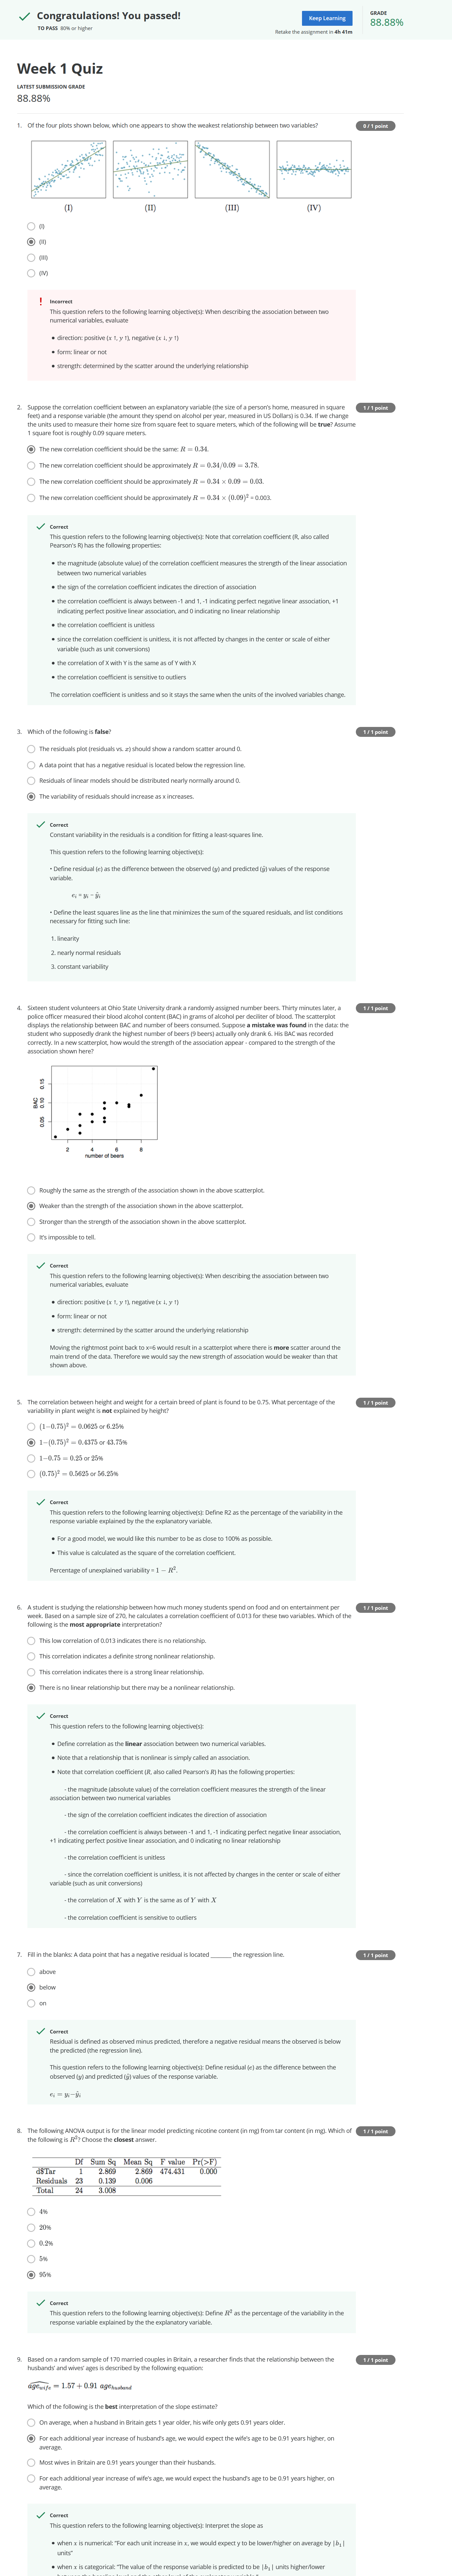 Congratulations! You passed!
TO PASS 80% or higher
Keep Learning
Retake the assignment in 4h 41m
GRADE
88.88%
Week 1 Quiz
LATEST SUBMISSION GRADE
88.88%
1. Of the four plots shown below, which one appears to show the weakest relationship between two variables?
0 / 1 point
(I) (II) (III) (IV)
(I)
(II)
(III)
(IV)
Incorrect
This question refers to the following learning objective(s): When describing the association between two
numerical variables, evaluate
• direction: positive (x ↑, y ↑), negative (x ↓, y ↑)
• form: linear or not
• strength: determined by the scatter around the underlying relationship
2. Suppose the correlation coefficient between an explanatory variable (the size of a person's home, measured in square
feet) and a response variable (the amount they spend on alcohol per year, measured in US Dollars) is 0.34. If we change
the units used to measure their home size from square feet to square meters, which of the following will be true? Assume
1 square foot is roughly 0.09 square meters.
1 / 1 point
The new correlation coefficient should be the same: R = 0.34.
The new correlation coefficient should be approximately R = 0.34/0.09 = 3.78.
The new correlation coefficient should be approximately R = 0.34 × 0.09 = 0.03.
The new correlation coefficient should be approximately R = 0.34 × (0.09)² = 0.003.
Correct
This question refers to the following learning objective(s): Note that correlation coefficient (R, also called
Pearson's R) has the following properties:
• the magnitude (absolute value) of the correlation coefficient measures the strength of the linear association
between two numerical variables
• the sign of the correlation coefficient indicates the direction of association
• the correlation coefficient is always between -1 and 1, -1 indicating perfect negative linear association, +1
indicating perfect positive linear association, and 0 indicating no linear relationship
• the correlation coefficient is unitless
• since the correlation coefficient is unitless, it is not affected by changes in the center or scale of either
variable (such as unit conversions)
• the correlation of X with Y is the same as of Y with X
• the correlation coefficient is sensitive to outliers
The correlation coefficient is unitless and so it stays the same when the units of the involved variables change.
3. Which of the following is false?
1 / 1 point
The residuals plot (residuals vs. x) should show a random scatter around 0.
A data point that has a negative residual is located below the regression line.
Residuals of linear models should be distributed nearly normally around 0.
The variability of residuals should increase as x increases.
Correct
Constant variability in the residuals is a condition for fitting a least-squares line.
This question refers to the following learning objective(s):
• Define residual (e) as the difference between the observed (y) and predicted (ŷ) values of the response
variable.
eᵢ = yᵢ − ŷᵢ
• Define the least squares line as the line that minimizes the sum of the squared residuals, and list conditions
necessary for fitting such line:
1. linearity
2. nearly normal residuals
3. constant variability
4. Sixteen student volunteers at Ohio State University drank a randomly assigned number beers. Thirty minutes later, a
police officer measured their blood alcohol content (BAC) in grams of alcohol per deciliter of blood. The scatterplot
displays the relationship between BAC and number of beers consumed. Suppose a mistake was found in the data: the
student who supposedly drank the highest number of beers (9 beers) actually only drank 6. His BAC was recorded
correctly. In a new scatterplot, how would the strength of the association appear - compared to the strength of the
association shown here?
1 / 1 point
BAC
0.15
0.10
0.05
2 4 6 8
number of beers
Roughly the same as the strength of the association shown in the above scatterplot.
Weaker than the strength of the association shown in the above scatterplot.
Stronger than the strength of the association shown in the above scatterplot.
It's impossible to tell.
Correct
This question refers to the following learning objective(s): When describing the association between two
numerical variables, evaluate
• direction: positive (x ↑, y ↑), negative (x ↓, y ↑)
• form: linear or not
• strength: determined by the scatter around the underlying relationship
Moving the rightmost point back to x=6 would result in a scatterplot where there is more scatter around the
main trend of the data. Therefore we would say the new strength of association would be weaker than that
shown above.
5. The correlation between height and weight for a certain breed of plant is found to be 0.75. What percentage of the
variability in plant weight is not explained by height?
1 / 1 point
(1−0.75)² = 0.0625 or 6.25%
1−(0.75)² = 0.4375 or 43.75%
1−0.75 = 0.25 or 25%
(0.75)² = 0.5625 or 56.25%
Correct
This question refers to the following learning objective(s): Define R2 as the percentage of the variability in the
response variable explained by the the explanatory variable.
• For a good model, we would like this number to be as close to 100% as possible.
• This value is calculated as the square of the correlation coefficient.
Percentage of unexplained variability = 1 − R².
6. A student is studying the relationship between how much money students spend on food and on entertainment per
week. Based on a sample size of 270, he calculates a correlation coefficient of 0.013 for these two variables. Which of the
following is the most appropriate interpretation?
1 / 1 point
This low correlation of 0.013 indicates there is no relationship.
This correlation indicates a definite strong nonlinear relationship.
This correlation indicates there is a strong linear relationship.
There is no linear relationship but there may be a nonlinear relationship.
Correct
This question refers to the following learning objective(s):
• Define correlation as the linear association between two numerical variables.
• Note that a relationship that is nonlinear is simply called an association.
• Note that correlation coefficient (R, also called Pearson's R) has the following properties:
- the magnitude (absolute value) of the correlation coefficient measures the strength of the linear
association between two numerical variables
- the sign of the correlation coefficient indicates the direction of association
- the correlation coefficient is always between -1 and 1, -1 indicating perfect negative linear association,
+1 indicating perfect positive linear association, and 0 indicating no linear relationship
- the correlation coefficient is unitless
- since the correlation coefficient is unitless, it is not affected by changes in the center or scale of either
variable (such as unit conversions)
- the correlation of X with Y is the same as of Y with X
- the correlation coefficient is sensitive to outliers
7. Fill in the blanks: A data point that has a negative residual is located _______ the regression line.
1 / 1 point
above
below
on
Correct
Residual is defined as observed minus predicted, therefore a negative residual means the observed is below
the predicted (the regression line).
This question refers to the following learning objective(s): Define residual (e) as the difference between the
observed (y) and predicted (ŷ) values of the response variable.
eᵢ = yᵢ−ŷᵢ
8. The following ANOVA output is for the linear model predicting nicotine content (in mg) from tar content (in mg). Which of
the following is R²? Choose the closest answer.
1 / 1 point
Df Sum Sq Mean Sq F value Pr(>F)
d$Tar 1 2.869 2.869 474.431 0.000
Residuals 23 0.139 0.006
Total 24 3.008
4%
20%
0.2%
5%
95%
Correct
This question refers to the following learning objective(s): Define R² as the percentage of the variability in the
response variable explained by the the explanatory variable.
9. Based on a random sample of 170 married couples in Britain, a researcher finds that the relationship between the
husbands' and wives' ages is described by the following equation:
1 / 1 point
age_wife = 1.57 + 0.91 age_husband
Which of the following is the best interpretation of the slope estimate?
On average, when a husband in Britain gets 1 year older, his wife only gets 0.91 years older.
For each additional year increase of husband's age, we would expect the wife's age to be 0.91 years higher, on
average.
Most wives in Britain are 0.91 years younger than their husbands.
For each additional year increase of wife's age, we would expect the husband's age to be 0.91 years higher, on
average.
Correct
This question refers to the following learning objective(s): Interpret the slope as
• when x is numerical: "For each unit increase in x, we would expect y to be lower/higher on average by |b₁|
units"
• when x is categorical: "The value of the response variable is predicted to be |b₁| units higher/lower